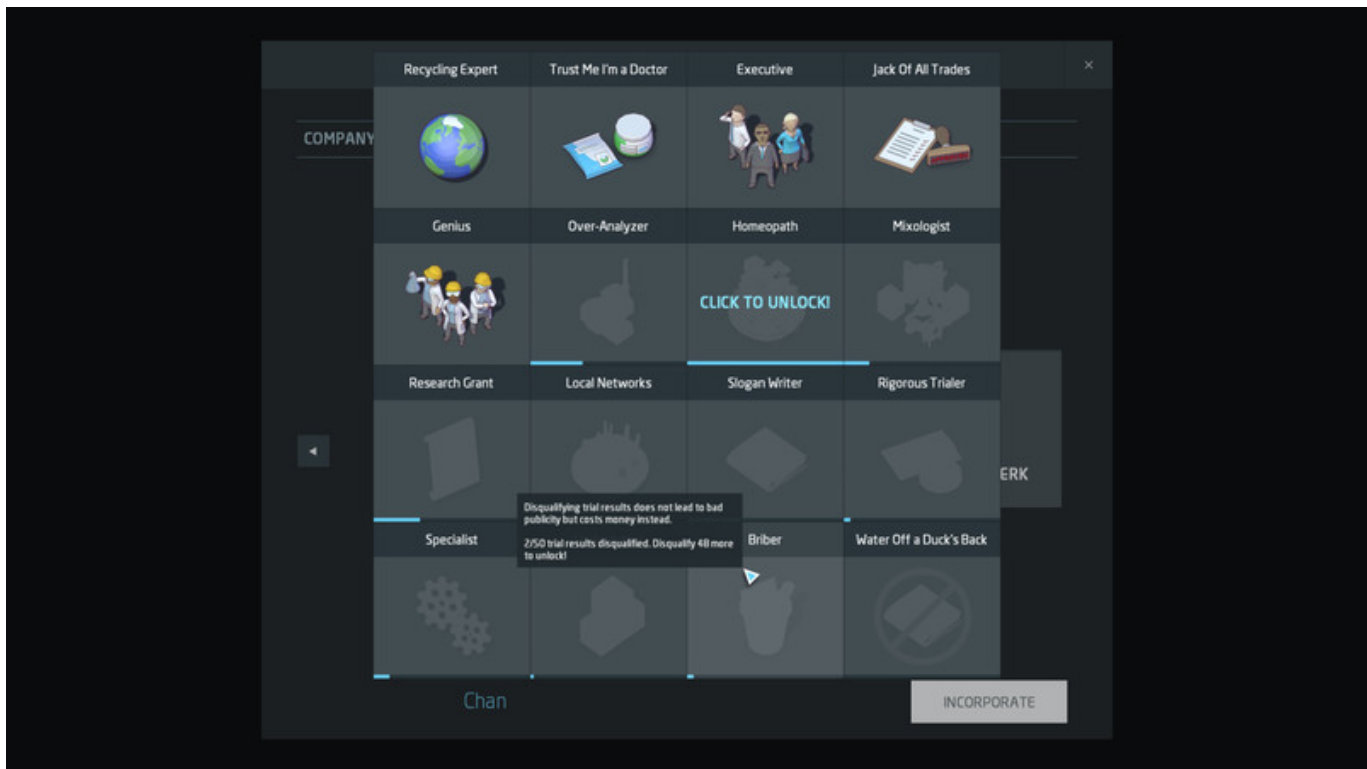 Recycling Expert
Trust Me I'm a Doctor
Executive
Jack Of All Trades
×
COMPANY
Genius
Over-Analyzer
Homeopath
Mixologist
CLICK TO UNLOCK!
Research Grant
Local Networks
Slogan Writer
Rigorous Trialer
ERK
Disqualifying trial results does not lead to bad
publicity but costs money instead.
2/50 trial results disqualified. Disqualify 48 more
to unlock!
Specialist
Briber
Water Off a Duck's Back
Chan
INCORPORATE